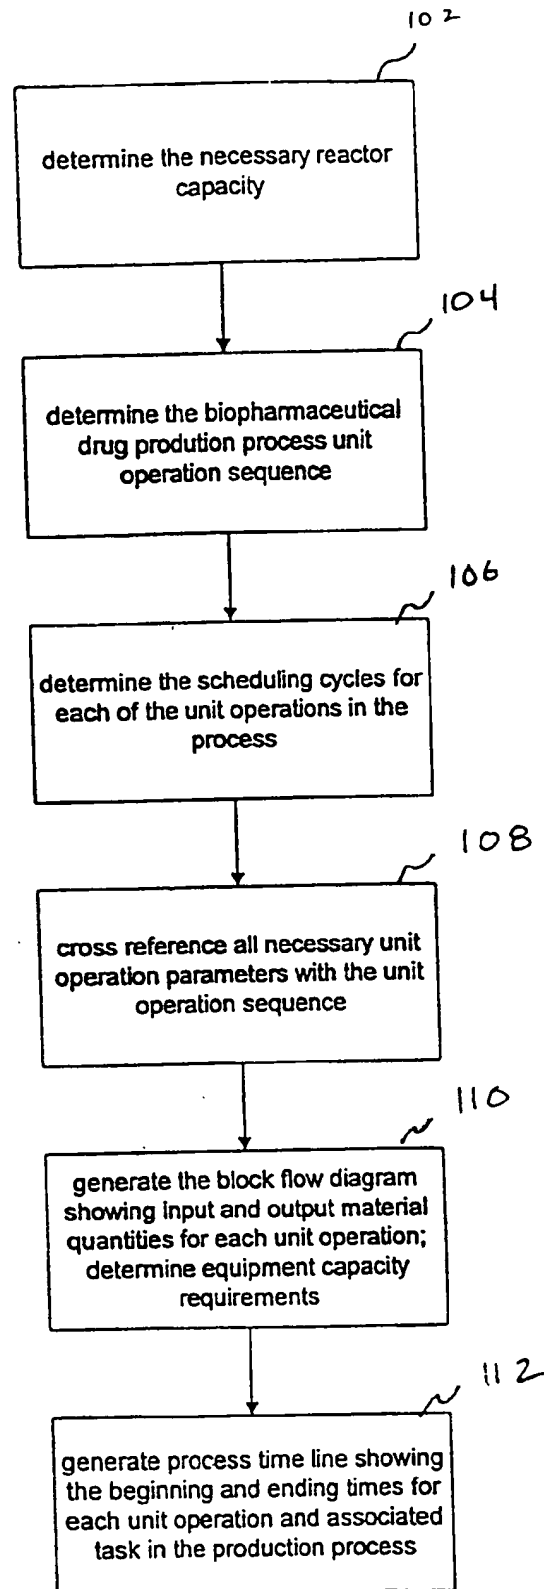 102
determine the necessary reactor
capacity
104
determine the biopharmaceutical
drug prodution process unit
operation sequence
106
determine the scheduling cycles for
each of the unit operations in the
process
108
cross reference all necessary unit
operation parameters with the unit
operation sequence
110
generate the block flow diagram
showing input and output material
quantities for each unit operation;
determine equipment capacity
requirements
112
generate process time line showing
the beginning and ending times for
each unit operation and associated
task in the production process